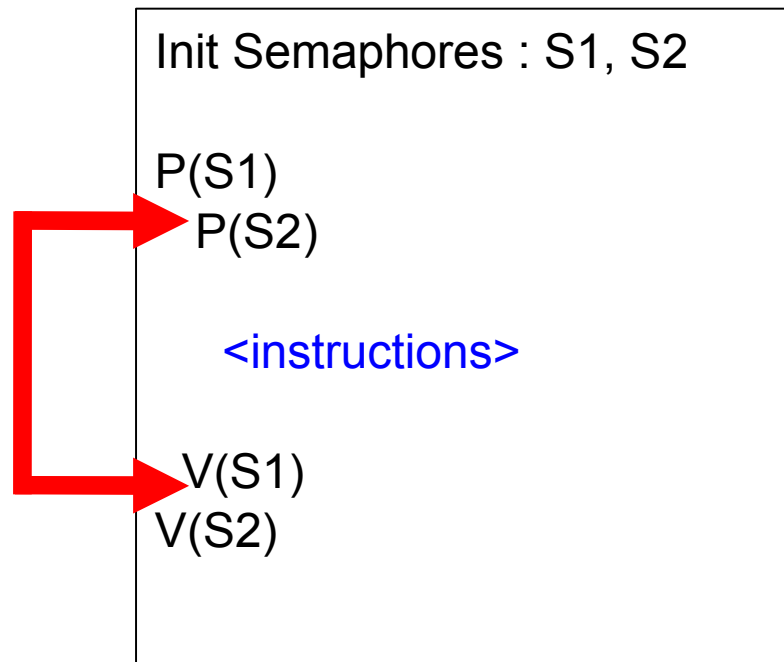 Init Semaphores : S1, S2
P(S1)
P(S2)
<instructions>
V(S1)
V(S2)